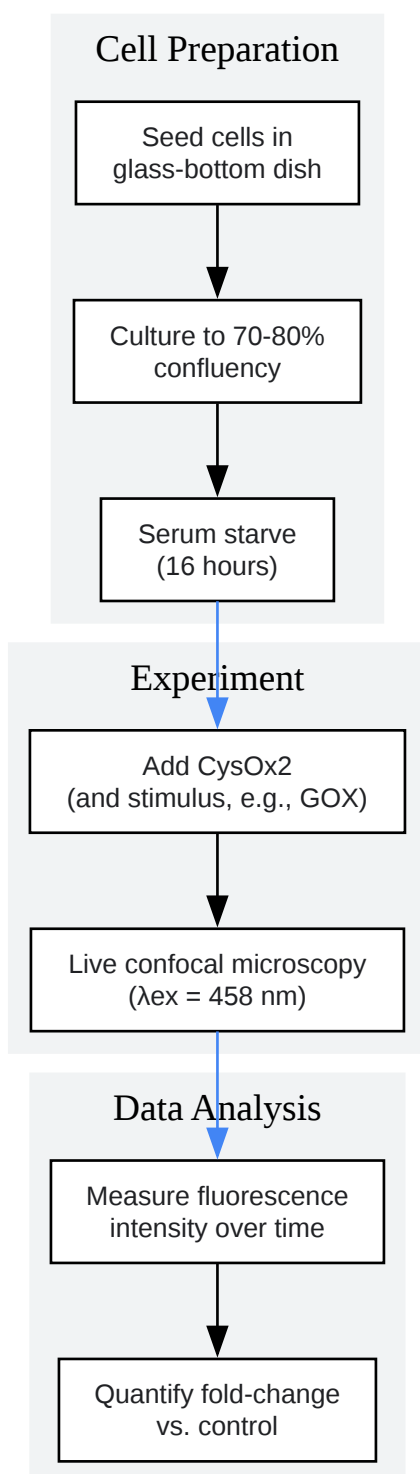 Cell Preparation
Seed cells in
glass-bottom dish
Culture to 70-80%
confluency
Serum starve
(16 hours)
Experiment
Add CysOx2
(and stimulus, e.g., GOX)
Live confocal microscopy
(λex = 458 nm)
Data Analysis
Measure fluorescence
intensity over time
Quantify fold-change
vs. control